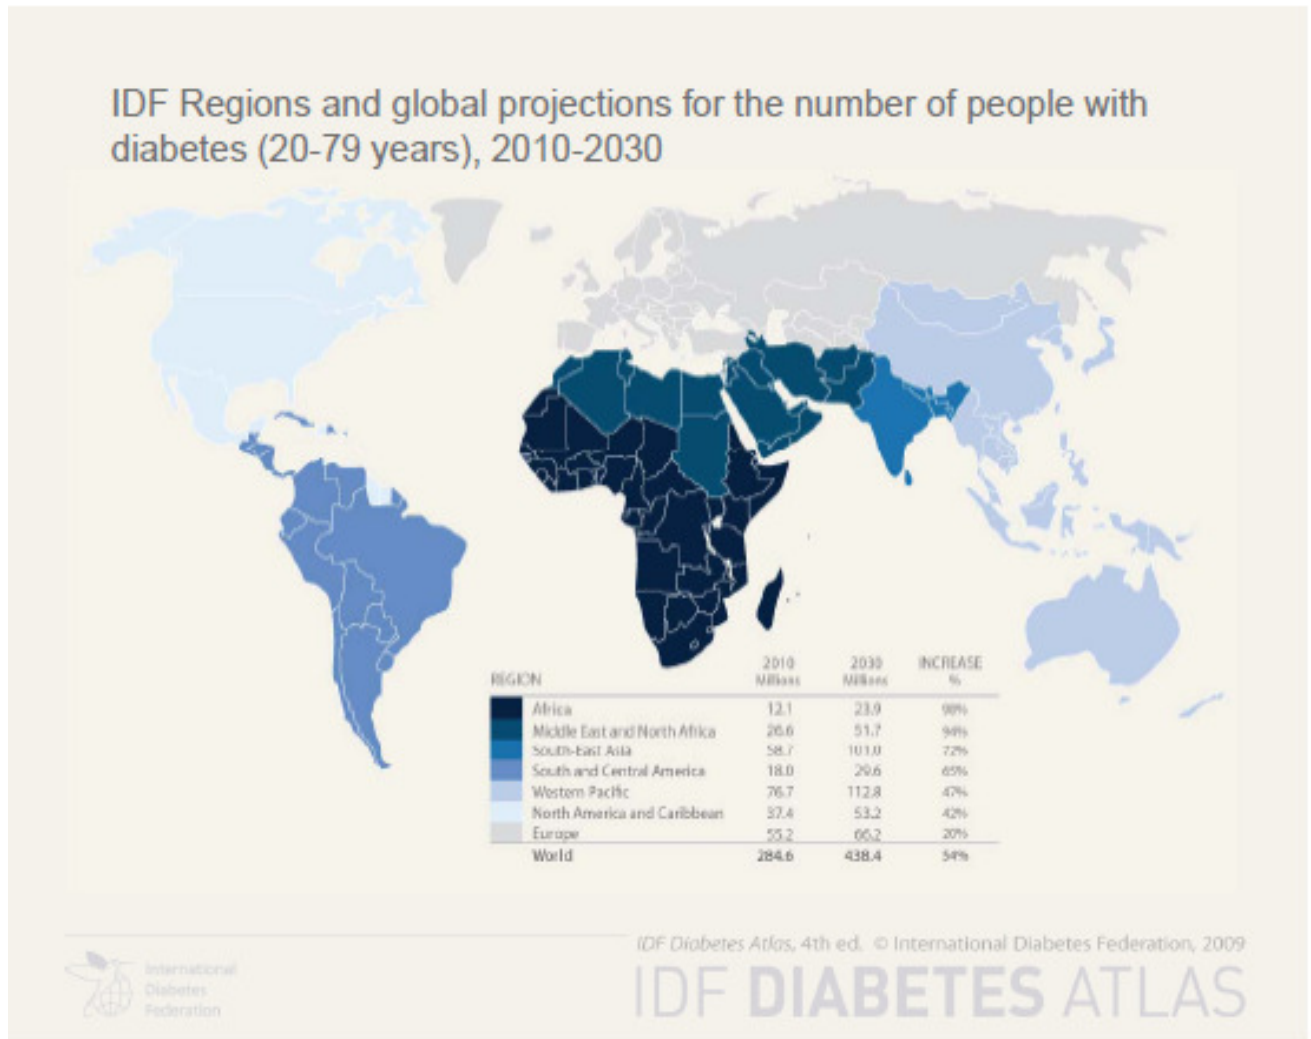 IDF Regions and global projections for the number of people with
diabetes (20-79 years), 2010-2030
REGION 2010 Millions 2030 Millions INCREASE %
Africa 12.1 23.9 98%
Middle East and North Africa 26.6 51.7 94%
South-East Asia 58.7 101.0 72%
South and Central America 18.0 29.6 65%
Western Pacific 76.7 112.8 47%
North America and Caribbean 37.4 53.2 42%
Europe 55.2 66.2 20%
World 284.6 438.4 54%
IDF Diabetes Atlas, 4th ed. © International Diabetes Federation, 2009
International
Diabetes
Federation
IDF DIABETES ATLAS